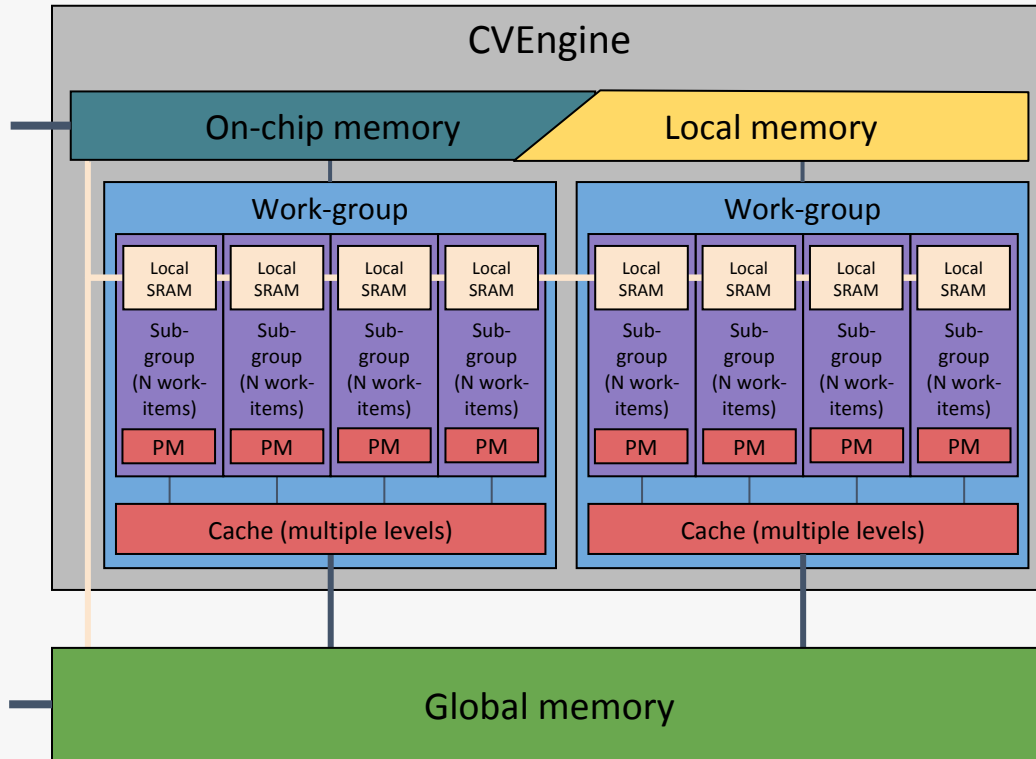 CVEngine
On-chip memory
Local memory
Work-group
Local
SRAM
Sub-
group
(N work-
items)
PM
Local
SRAM
Sub-
group
(N work-
items)
PM
Local
SRAM
Sub-
group
(N work-
items)
PM
Local
SRAM
Sub-
group
(N work-
items)
PM
Cache (multiple levels)
Work-group
Local
SRAM
Sub-
group
(N work-
items)
PM
Local
SRAM
Sub-
group
(N work-
items)
PM
Local
SRAM
Sub-
group
(N work-
items)
PM
Local
SRAM
Sub-
group
(N work-
items)
PM
Cache (multiple levels)
Global memory